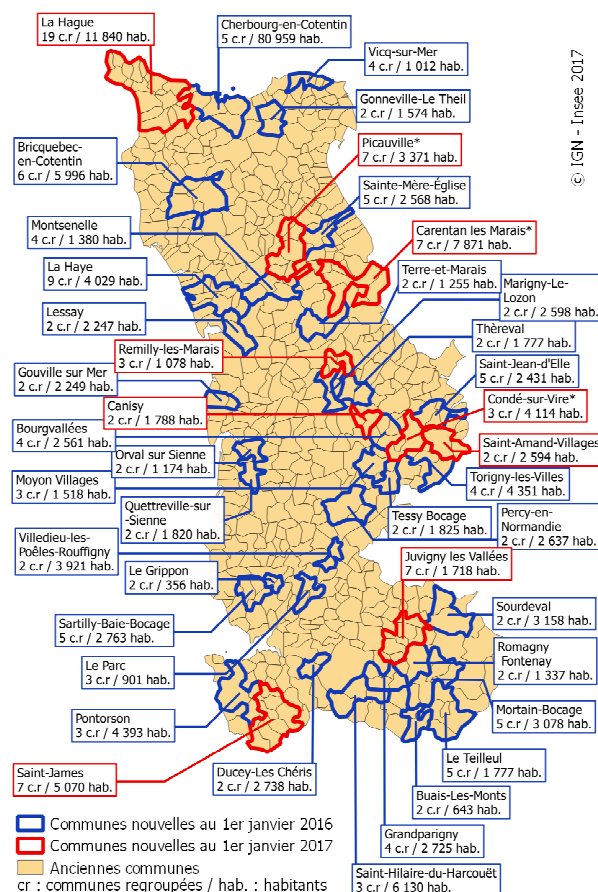 La Hague
19 c.r / 11 840 hab.
Cherbourg-en-Cotentin
5 c.r / 80 959 hab.
Vicq-sur-Mer
4 c.r / 1 012 hab.
Gonneville-Le Theil
2 c.r / 1 574 hab.
© IGN - Insee 2017
Picauville*
7 c.r / 3 371 hab.
Bricquebec-
en-Cotentin
6 c.r / 5 996 hab.
Sainte-Mère-Église
5 c.r / 2 568 hab.
Montsenelle
4 c.r / 1 380 hab.
Carentan les Marais*
7 c.r / 7 871 hab.
La Haye
9 c.r / 4 029 hab.
Terre-et-Marais
2 c.r / 1 255 hab.
Marigny-Le-
Lozon
2 c.r / 2 598 hab.
Lessay
2 c.r / 2 247 hab.
Thèreval
2 c.r / 1 777 hab.
Remilly-les-Marais
3 c.r / 1 078 hab.
Saint-Jean-d'Elle
5 c.r / 2 431 hab.
Gouville sur Mer
2 c.r / 2 249 hab.
Condé-sur-Vire*
3 c.r / 4 114 hab.
Canisy
2 c.r / 1 788 hab.
Bourgvallées
4 c.r / 2 561 hab.
Saint-Amand-Villages
2 c.r / 2 594 hab.
Orval sur Sienne
2 c.r / 1 174 hab.
Torigny-les-Villes
4 c.r / 4 351 hab.
Moyon Villages
3 c.r / 1 518 hab.
Quettreville-sur
-Sienne
2 c.r / 1 820 hab.
Tessy Bocage
2 c.r / 1 825 hab.
Percy-en-
Normandie
2 c.r / 2 637 hab.
Villedieu-les-
Poêles-Rouffigny
2 c.r / 3 921 hab.
Juvigny les Vallées
7 c.r / 1 718 hab.
Le Grippon
2 c.r / 356 hab.
Sourdeval
2 c.r / 3 158 hab.
Sartilly-Baie-Bocage
5 c.r / 2 763 hab.
Romagny
Fontenay
2 c.r / 1 337 hab.
Le Parc
3 c.r / 901 hab.
Mortain-Bocage
5 c.r / 3 078 hab.
Pontorson
3 c.r / 4 393 hab.
Le Teilleul
5 c.r / 1 777 hab.
Saint-James
7 c.r / 5 070 hab.
Ducey-Les Chéris
2 c.r / 2 738 hab.
Buais-Les-Monts
2 c.r / 643 hab.
Grandparigny
4 c.r / 2 725 hab.
Saint-Hilaire-du-Harcouët
3 c.r / 6 130 hab.
Communes nouvelles au 1er janvier 2016
Communes nouvelles au 1er janvier 2017
Anciennes communes
cr : communes regroupées / hab. : habitants